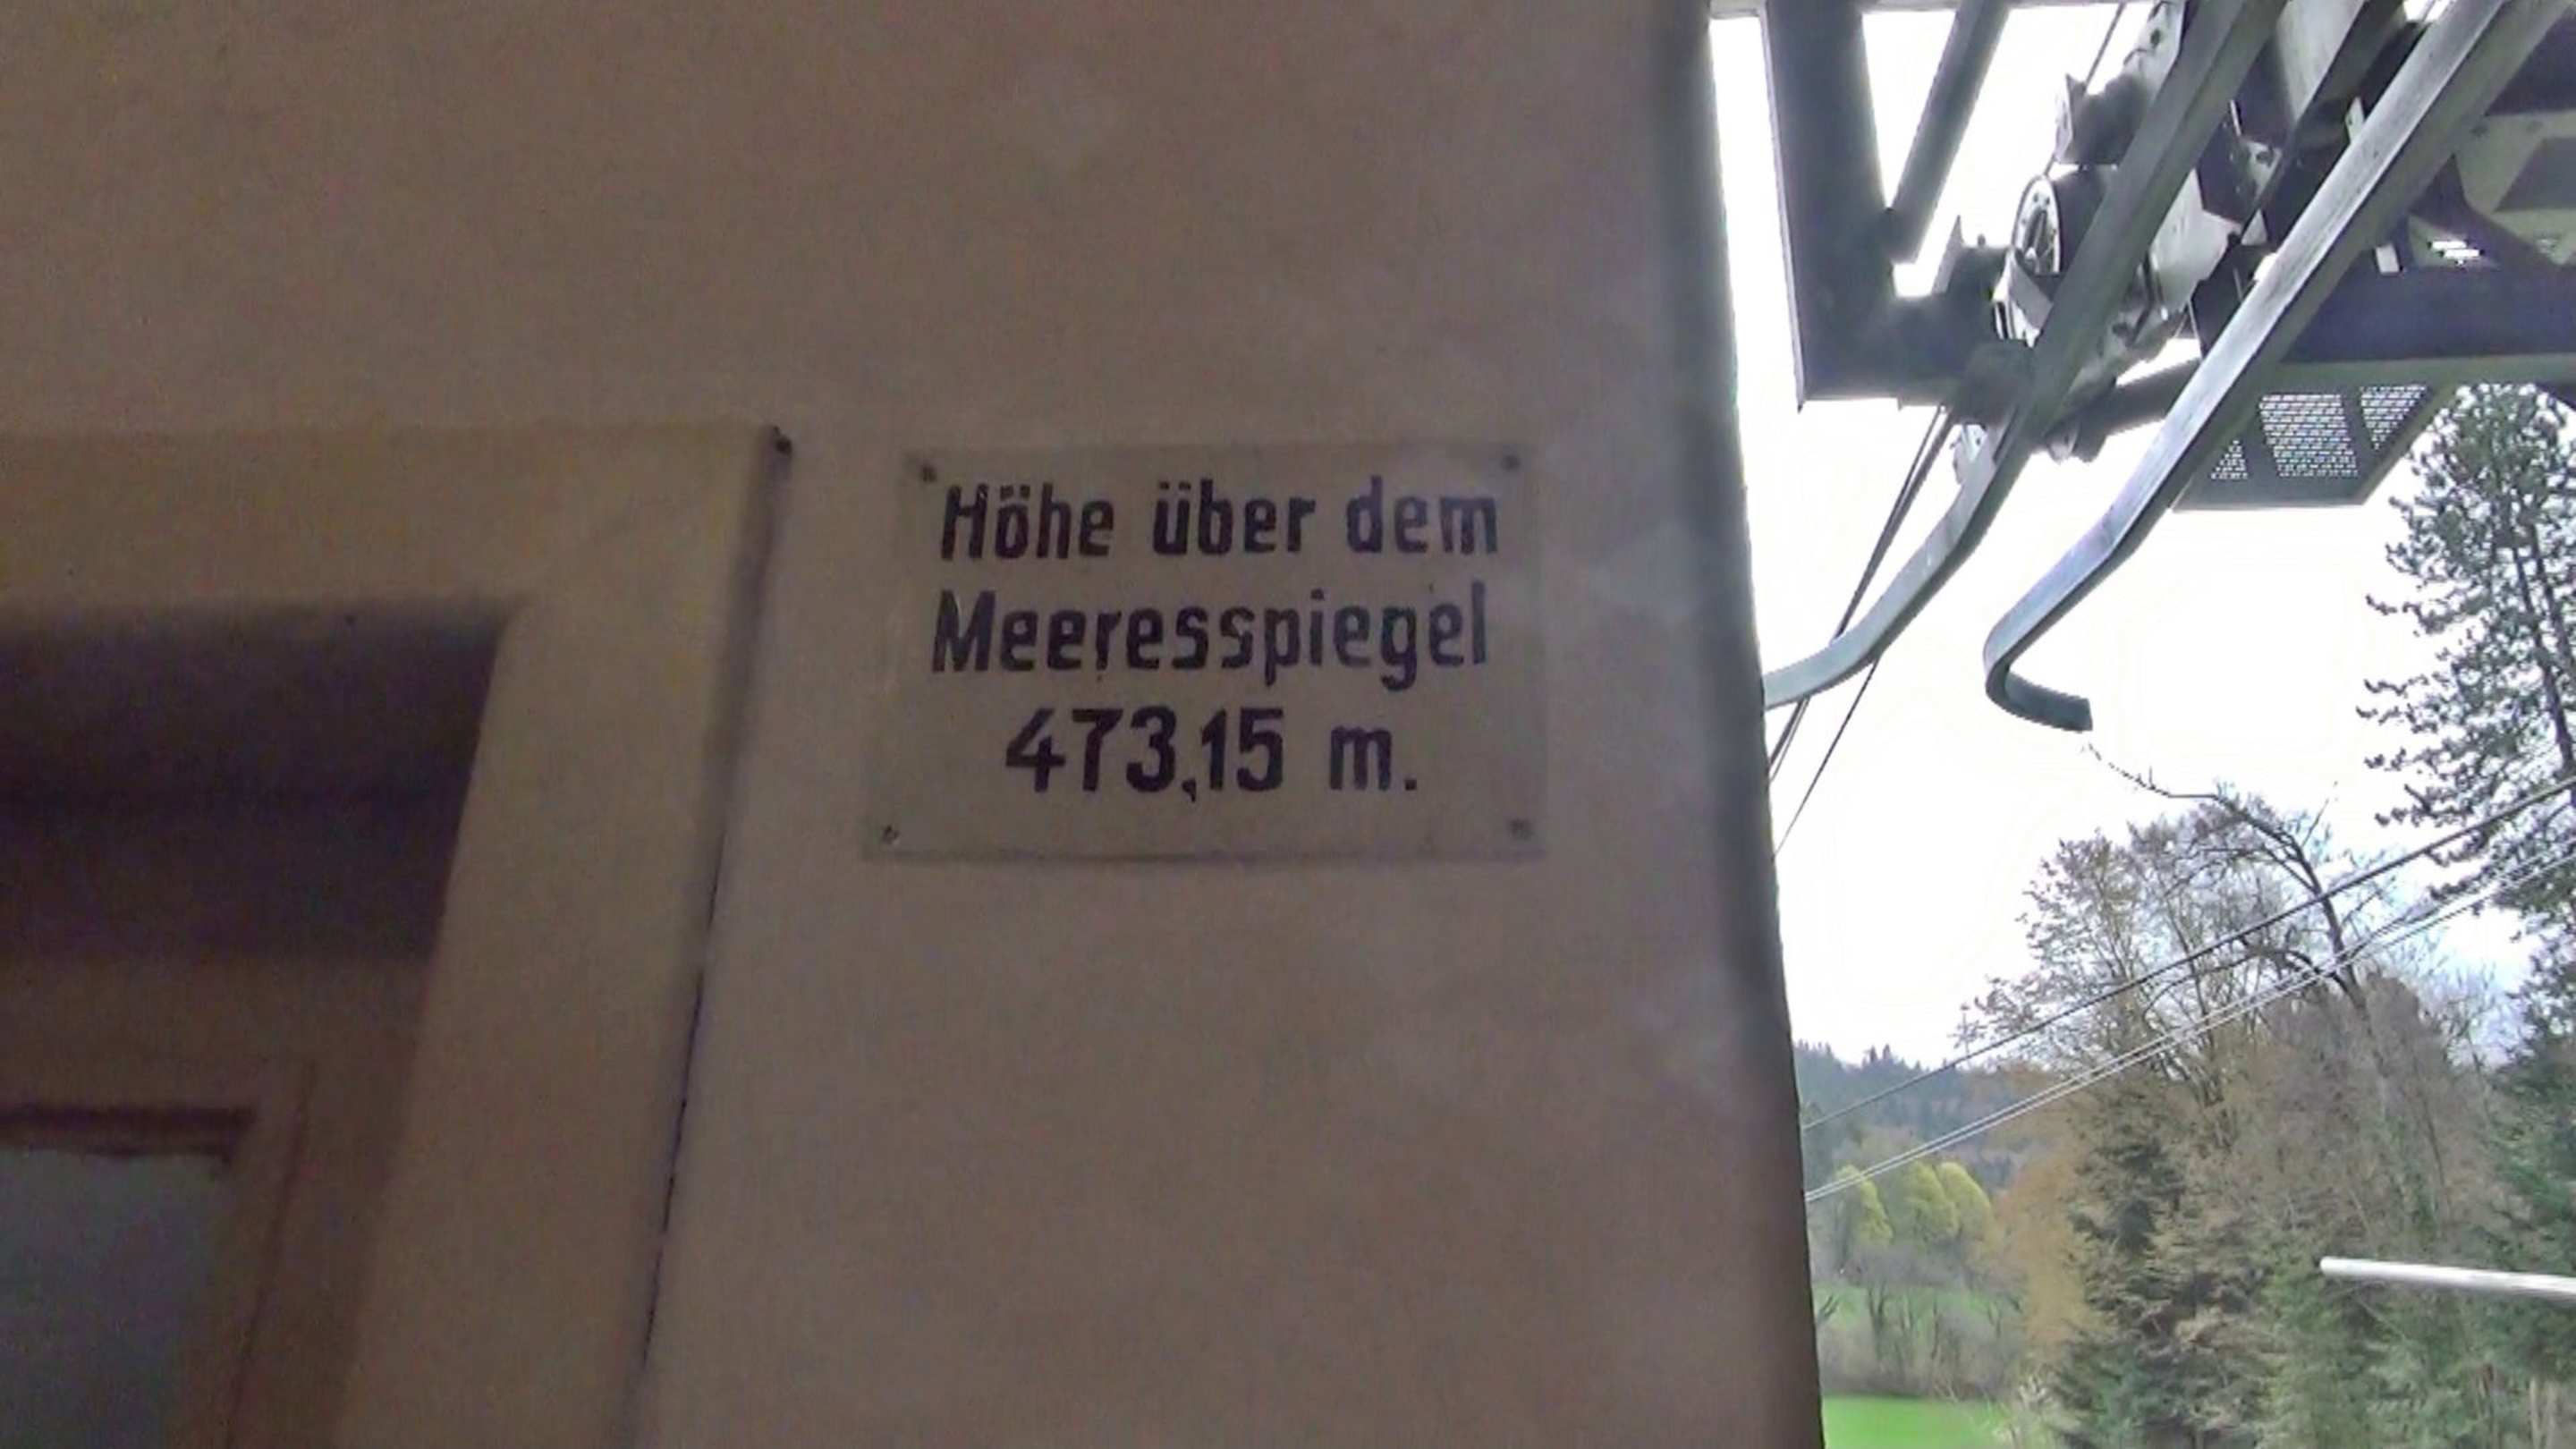 Höhe über dem
Meeresspiegel
473,15 m.